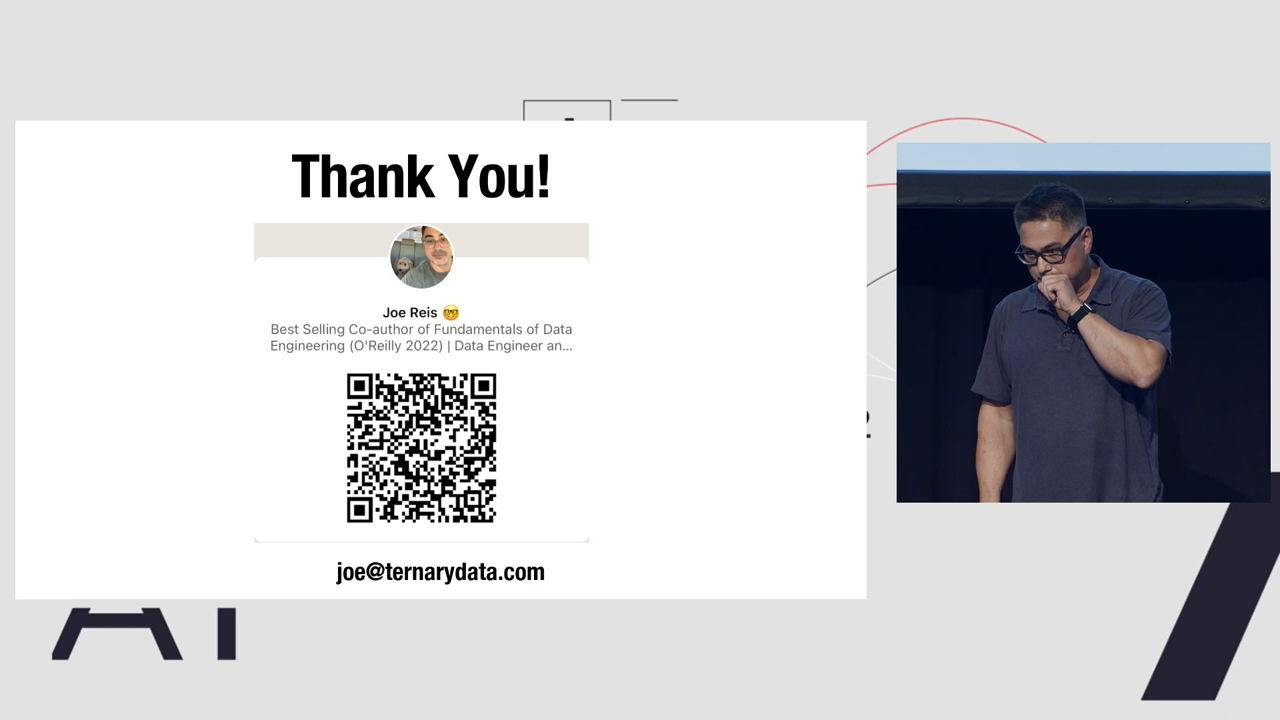 Thank You!
Joe Reis 🤓
Best Selling Co-author of Fundamentals of Data
Engineering (O'Reilly 2022) | Data Engineer an...
joe@ternarydata.com
AI